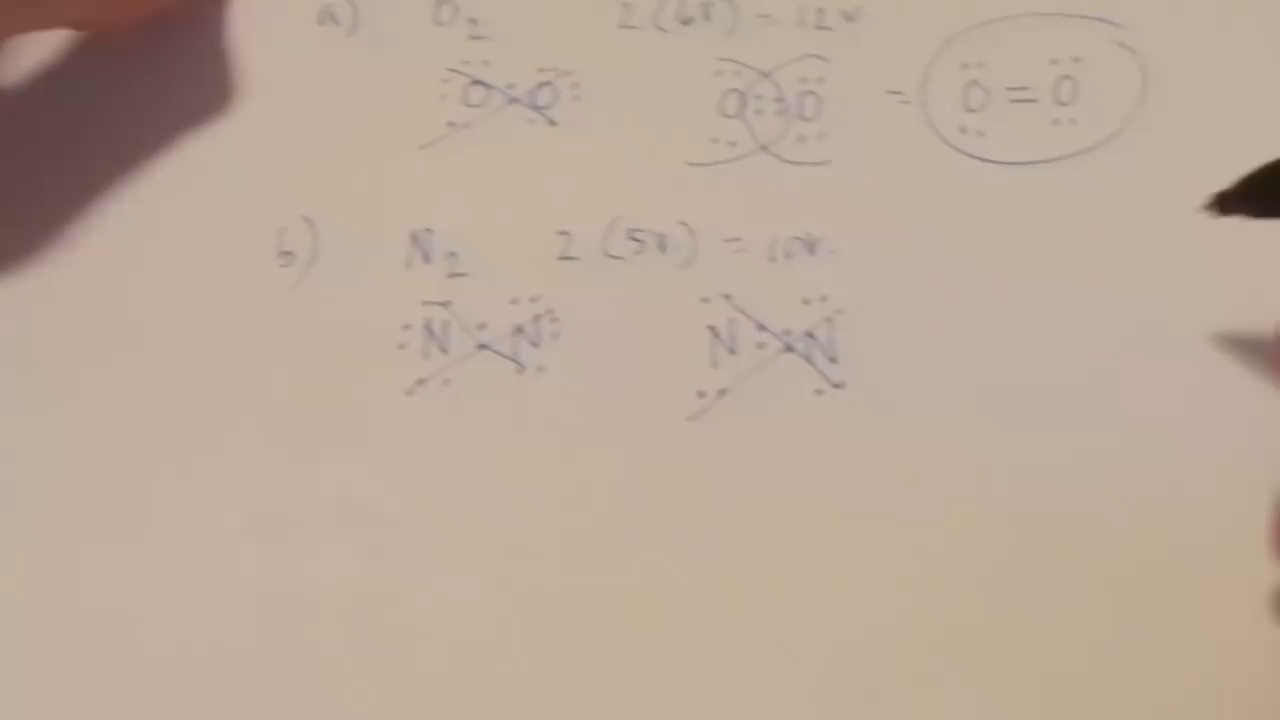 a) O2 2(6v) = 12v
O O O O = O = O
b) N2 2(5v) = 10v
N N N N